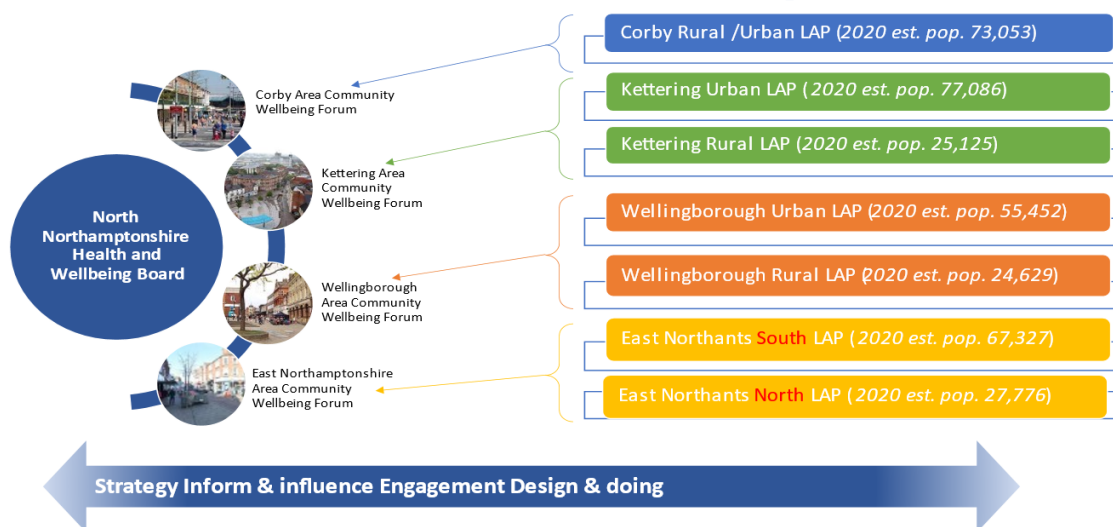 North
Northamptonshire
Health and
Wellbeing Board
Corby Area Community
Wellbeing Forum
Kettering Area
Community
Wellbeing Forum
Wellingborough
Area Community
Wellbeing Forum
East Northamptonshire
Area Community
Wellbeing Forum
Corby Rural /Urban LAP (2020 est. pop. 73,053)
Kettering Urban LAP (2020 est. pop. 77,086)
Kettering Rural LAP (2020 est. pop. 25,125)
Wellingborough Urban LAP (2020 est. pop. 55,452)
Wellingborough Rural LAP (2020 est. pop. 24,629)
East Northants South LAP (2020 est. pop. 67,327)
East Northants North LAP (2020 est. pop. 27,776)
Strategy Inform & influence Engagement Design & doing